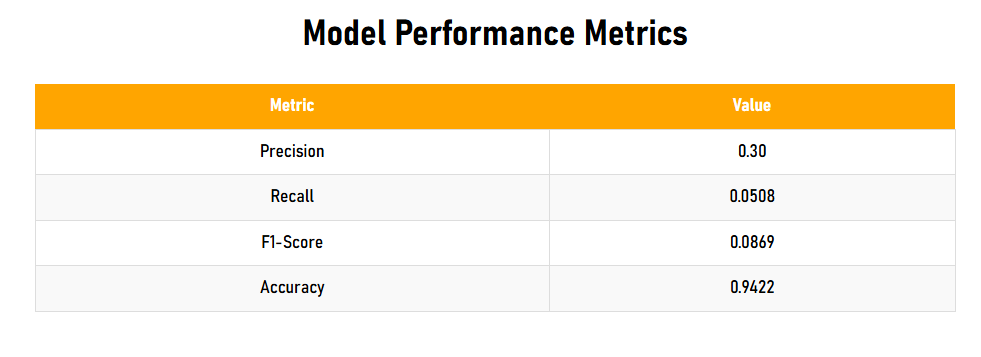 Model Performance Metrics
Metric Value
Precision 0.30
Recall 0.0508
F1-Score 0.0869
Accuracy 0.9422